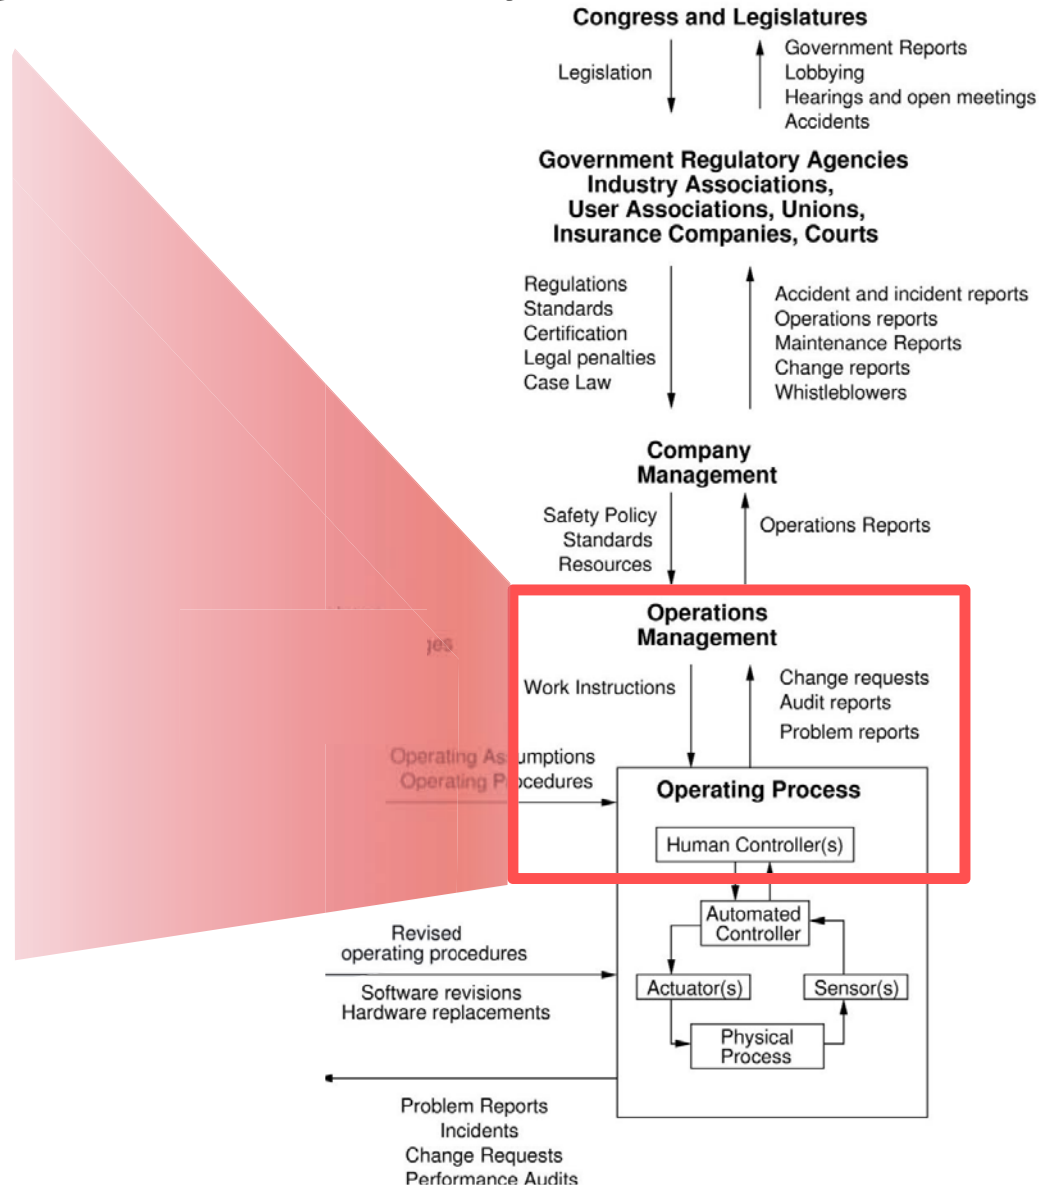 Congress and Legislatures
Legislation
Government Reports
Lobbying
Hearings and open meetings
Accidents
Government Regulatory Agencies
Industry Associations,
User Associations, Unions,
Insurance Companies, Courts
Regulations
Standards
Certification
Legal penalties
Case Law
Accident and incident reports
Operations reports
Maintenance Reports
Change reports
Whistleblowers
Company
Management
Safety Policy
Standards
Resources
Operations Reports
Operations
Management
Work Instructions
Change requests
Audit reports
Problem reports
Operating Assumptions
Operating Procedures
Operating Process
Human Controller(s)
Automated
Controller
Actuator(s)
Sensor(s)
Physical
Process
Revised
operating procedures
Software revisions
Hardware replacements
Problem Reports
Incidents
Change Requests
Performance Audits